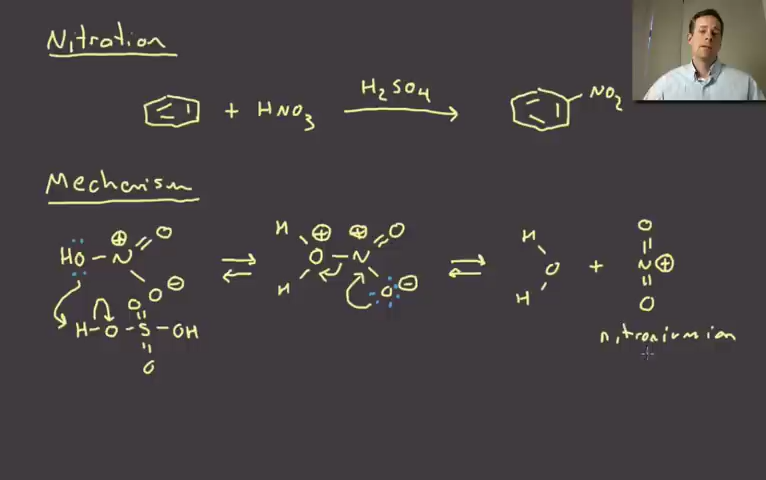 Nitration
+ HNO3 H2SO4 NO2
Mechanism
HO N ⊕ O O ⊖ ⇌ H H O ⊕ N ⊕ O O ⊖ ⇌ H O H + O N ⊕ O
H-O-S-OH O O
nitronium ion